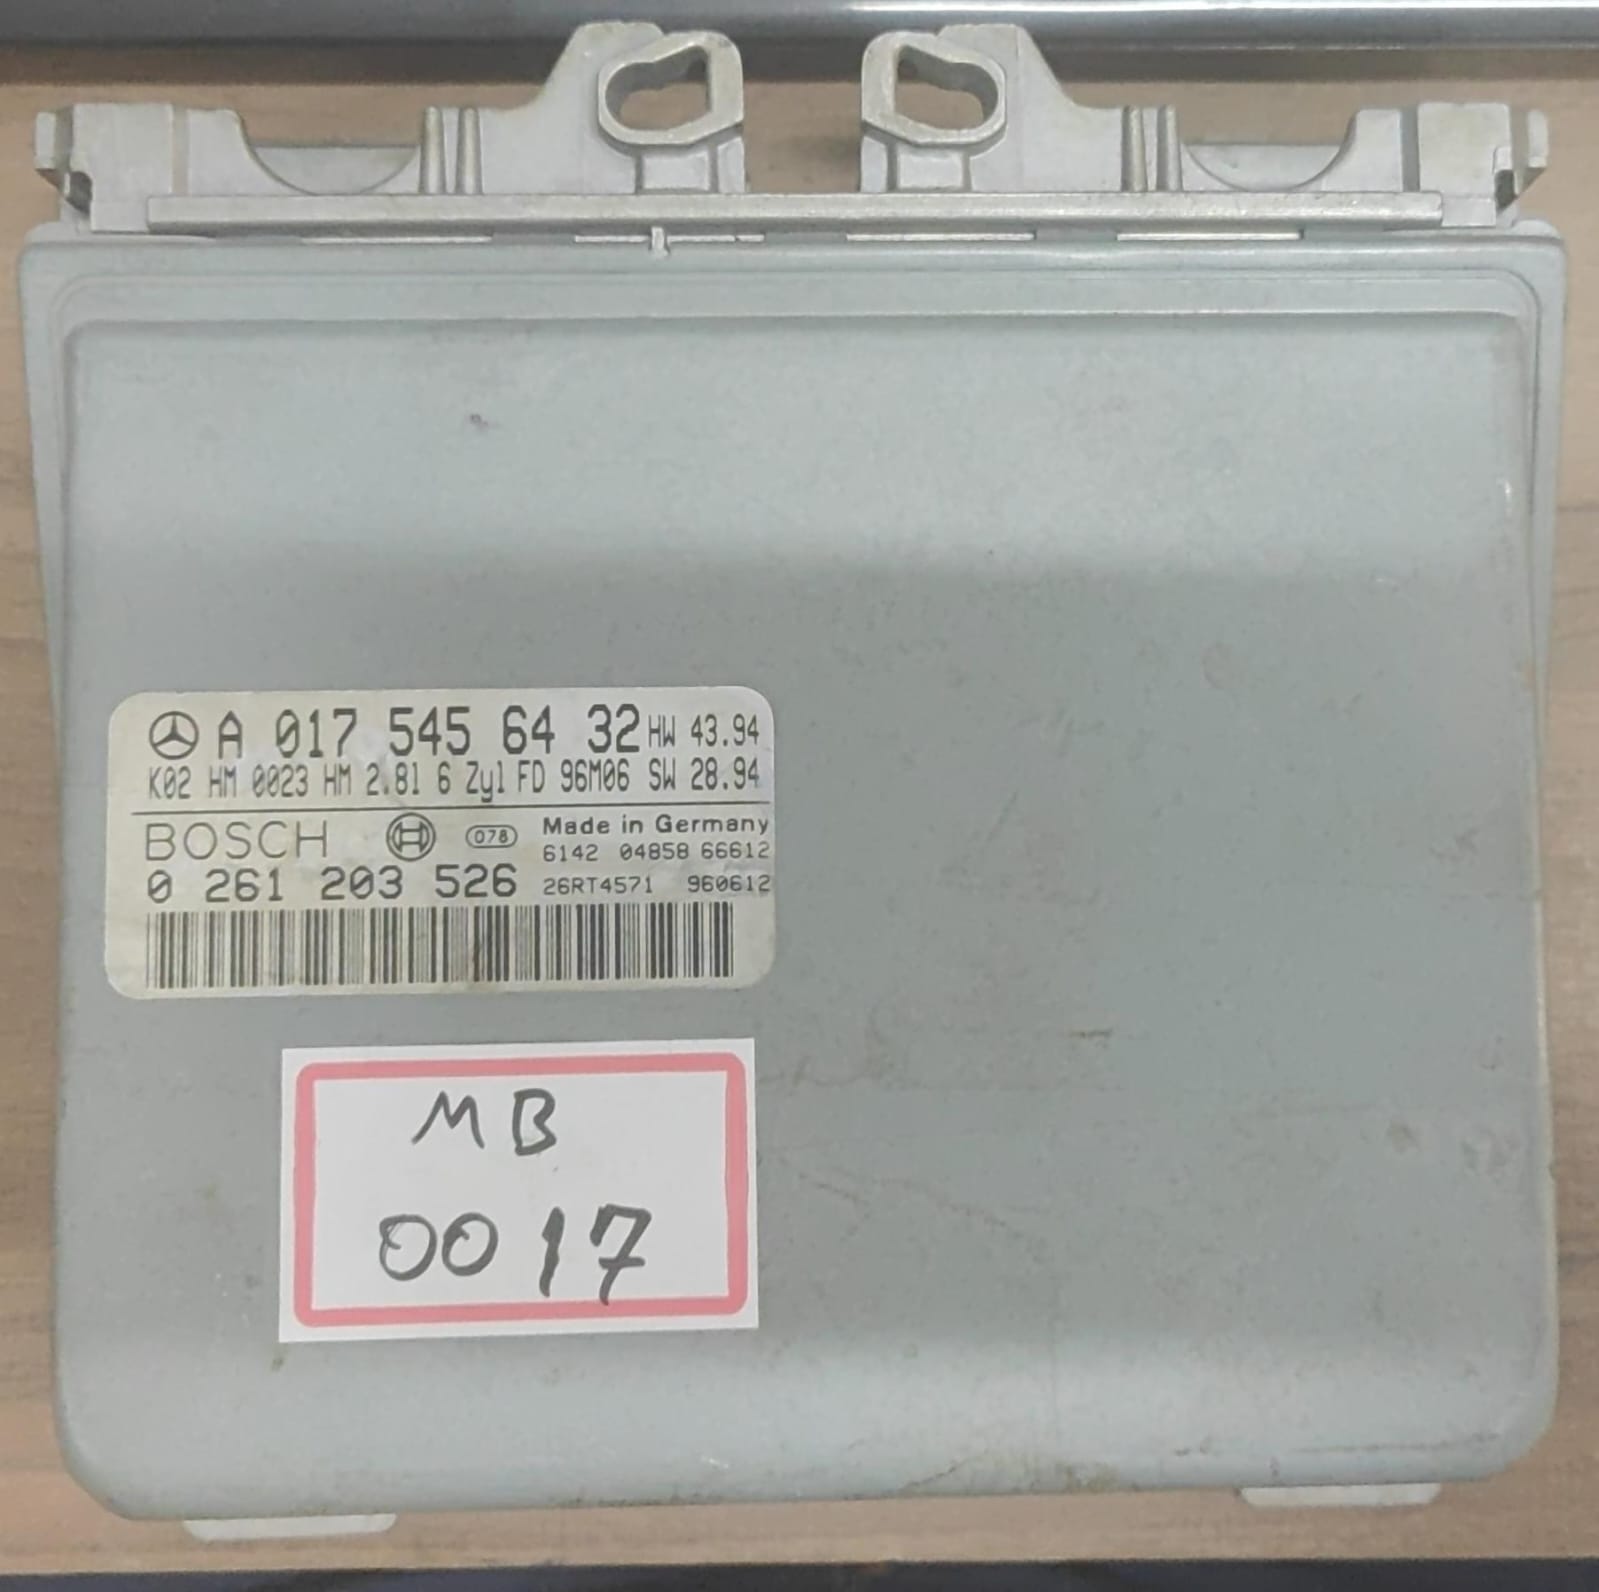 A 017 545 64 32 HW 43.94
K02 HM 0023 HM 2.8l 6 Zyl FD 96M06 SW 28.94
BOSCH 078 Made in Germany
6142 04858 66612
0 261 203 526 26RT4571 960612
MB
0017